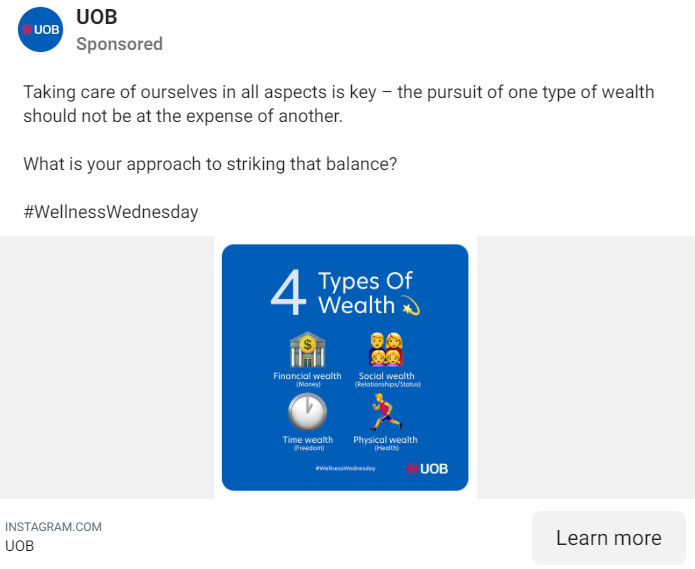 UOB
UOB
Sponsored
Taking care of ourselves in all aspects is key – the pursuit of one type of wealth
should not be at the expense of another.
What is your approach to striking that balance?
#WellnessWednesday
4 Types Of
Wealth
$
Financial wealth
(Money)
Social wealth
(Relationships/Status)
Time wealth
(Freedom)
Physical wealth
(Health)
#WellnessWednesday
UOB
INSTAGRAM.COM
UOB
Learn more